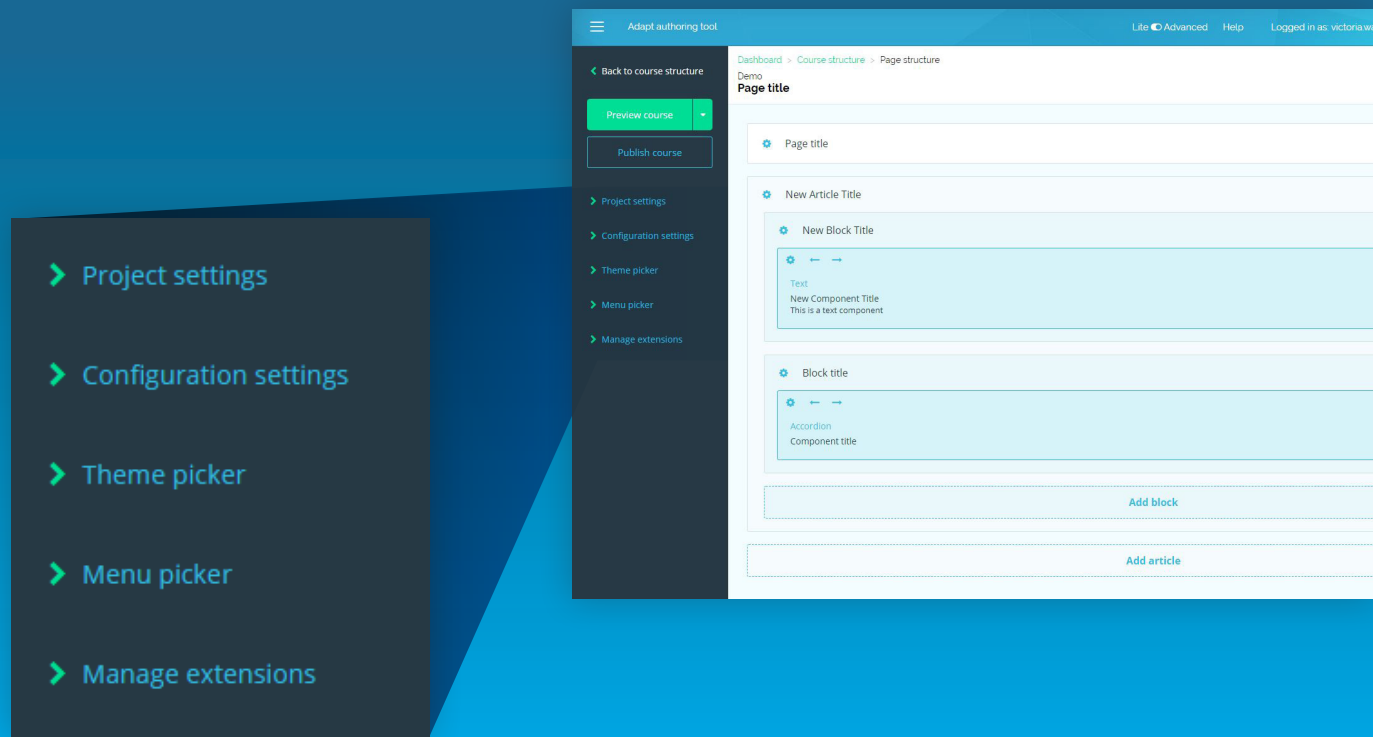 Adapt authoring tool
Lite Advanced Help Logged in as: victoria
Back to course structure
Preview course
Publish course
Project settings
Configuration settings
Theme picker
Menu picker
Manage extensions
Dashboard > Course structure > Page structure
Demo
Page title
Page title
New Article Title
New Block Title
Text
New Component Title
This is a text component
Block title
Accordion
Component title
Add block
Add article
Project settings
Configuration settings
Theme picker
Menu picker
Manage extensions